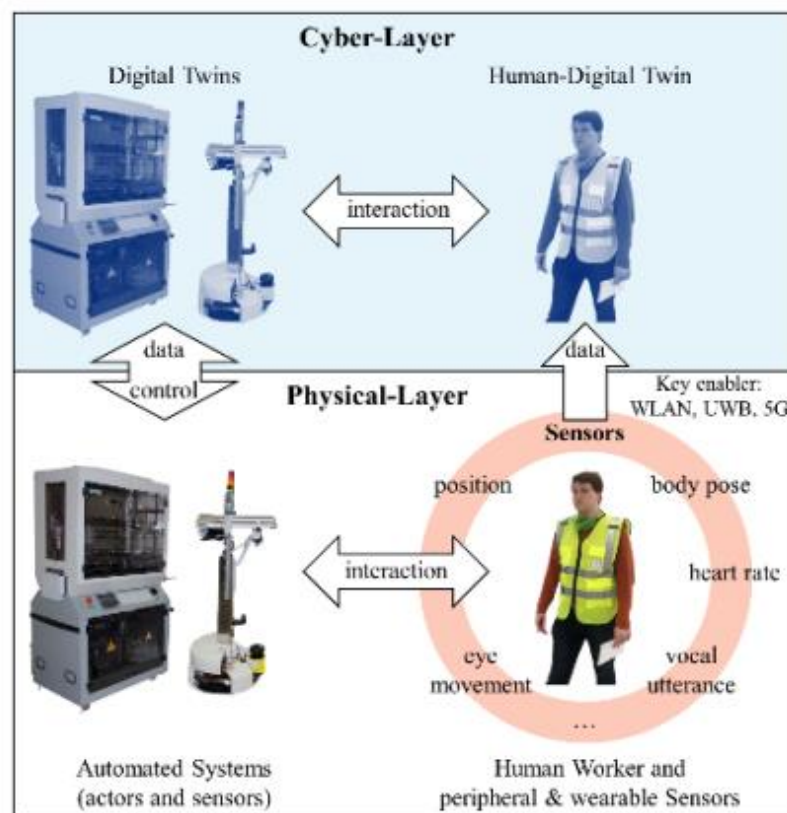 Cyber-Layer
Digital Twins
Human-Digital Twin
interaction
data
control
data
Physical-Layer
Key enabler:
WLAN, UWB, 5G
Sensors
position
body pose
interaction
heart rate
eye
movement
vocal
utterance
...
Automated Systems
(actors and sensors)
Human Worker and
peripheral & wearable Sensors